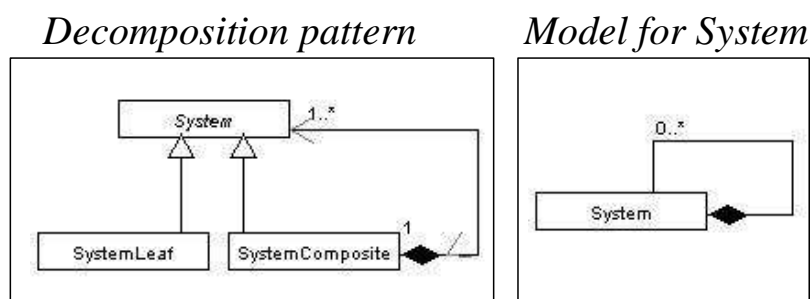 Decomposition pattern
Model for System
System
1..*
SystemLeaf
SystemComposite
1
0..*
System